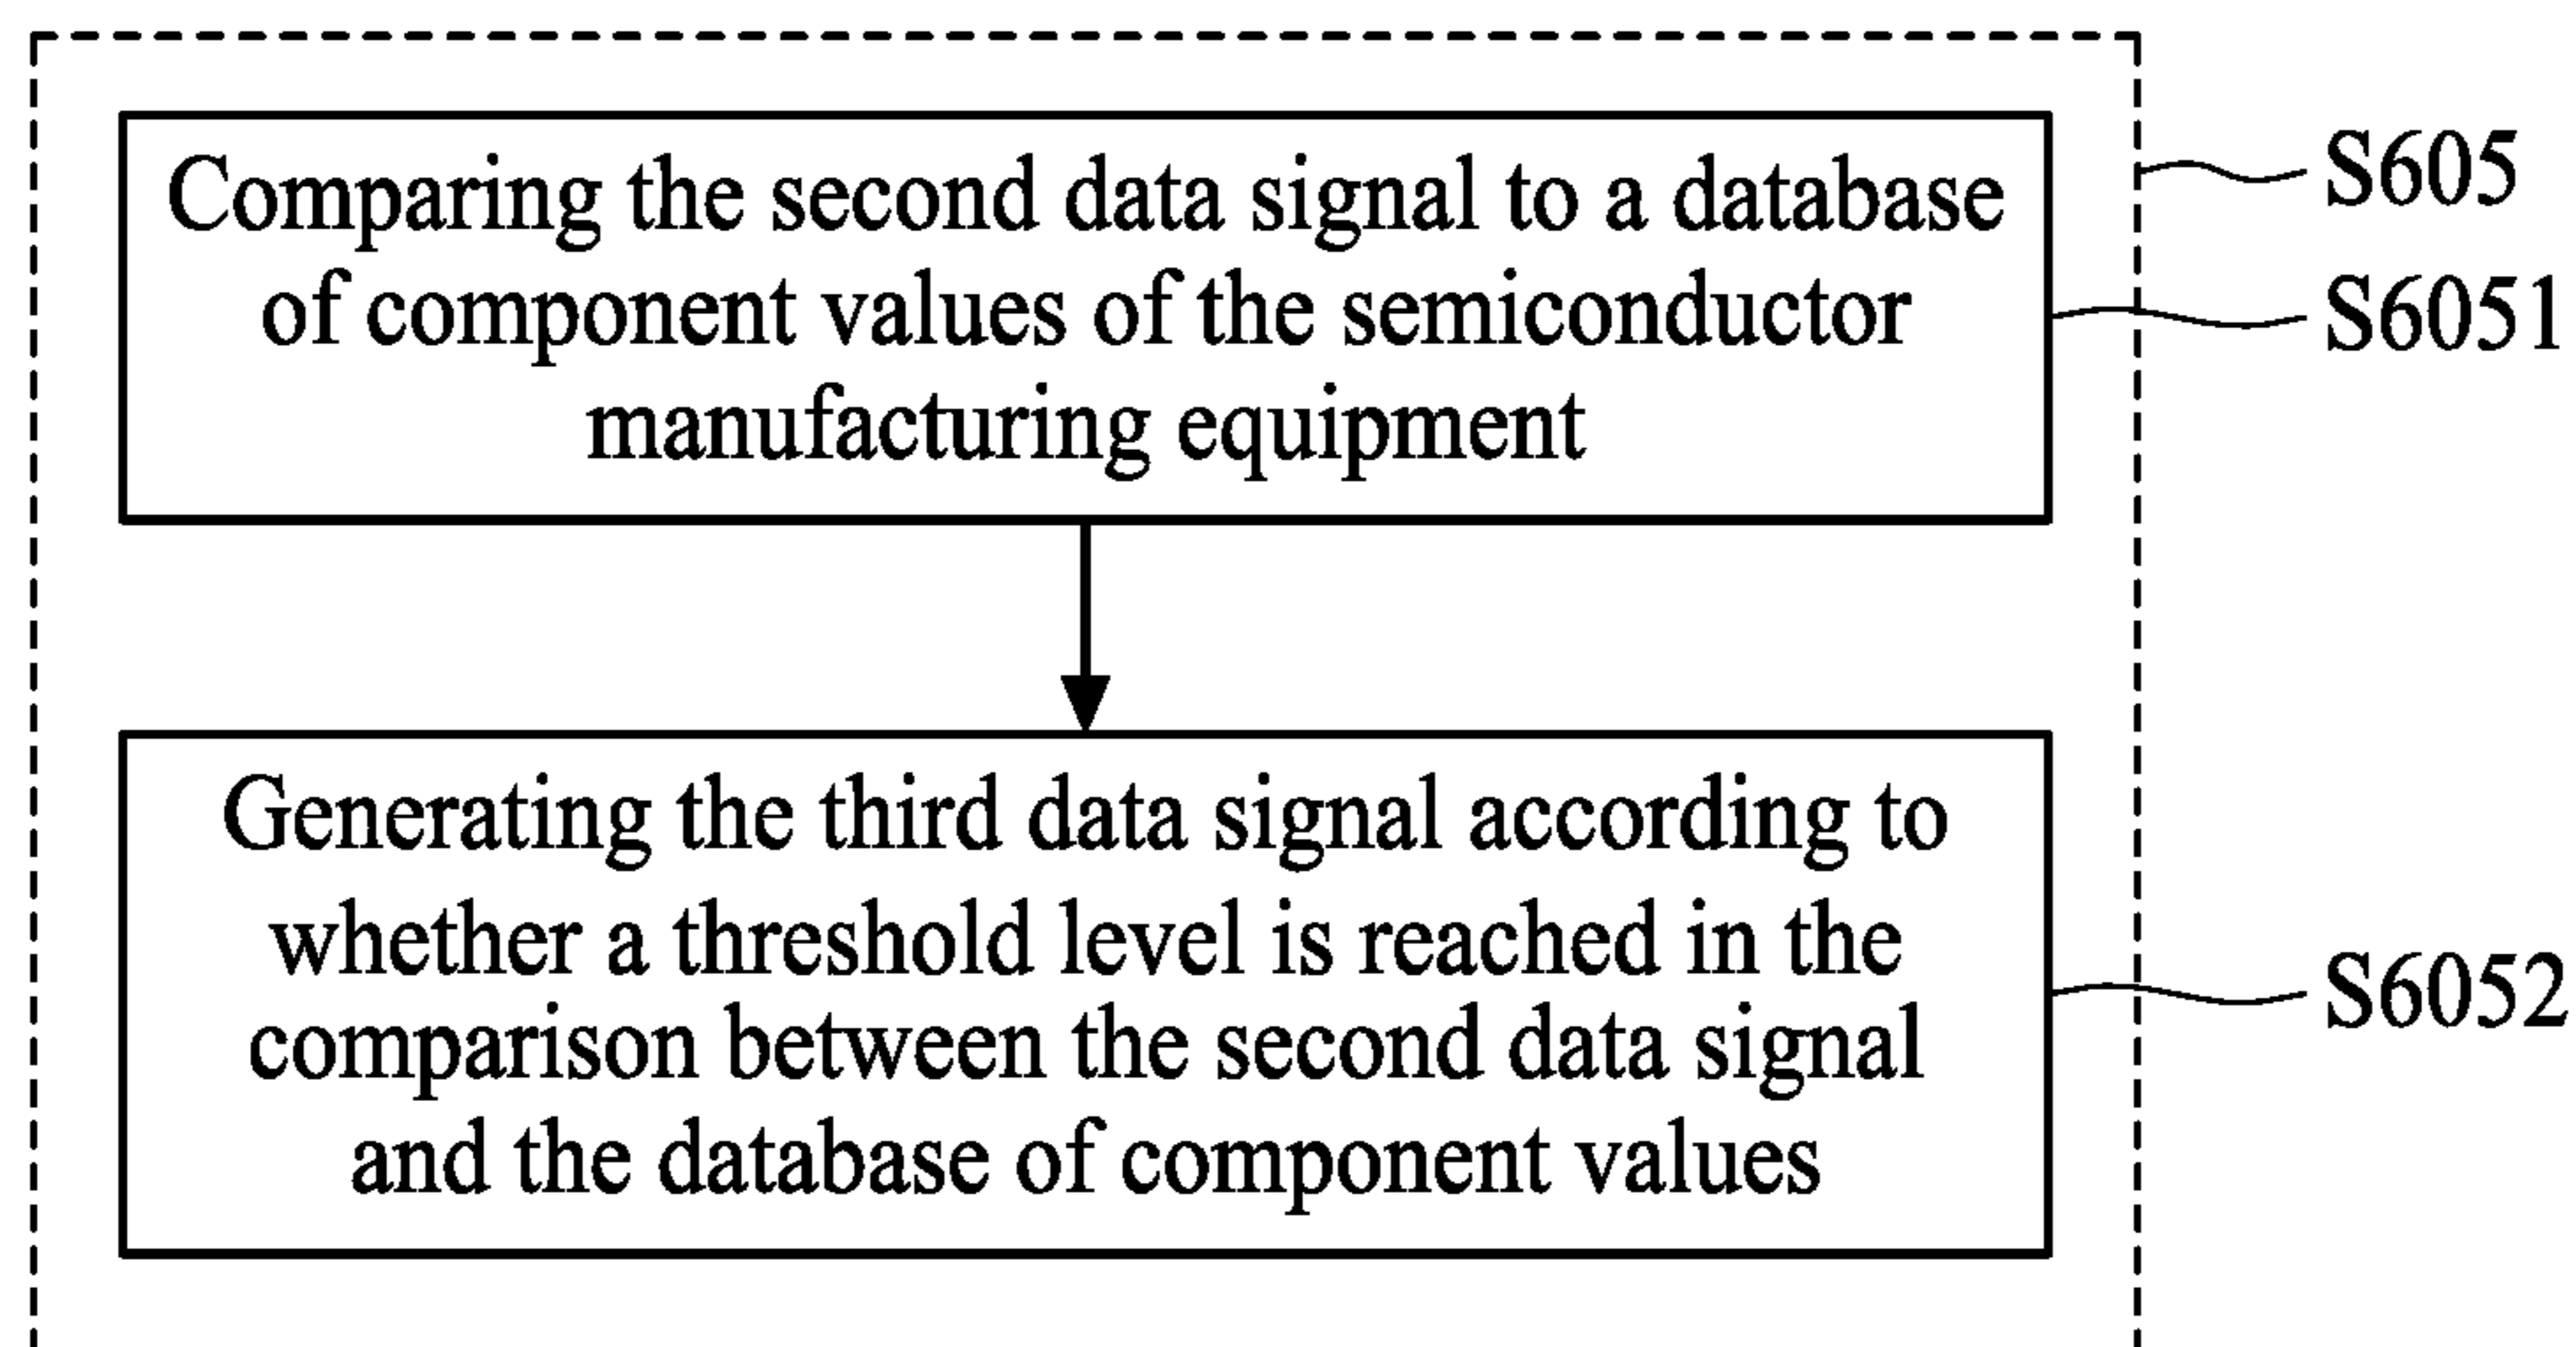 Comparing the second data signal to a database
of component values of the semiconductor
manufacturing equipment
S605
S6051
Generating the third data signal according to
whether a threshold level is reached in the
comparison between the second data signal
and the database of component values
S6052